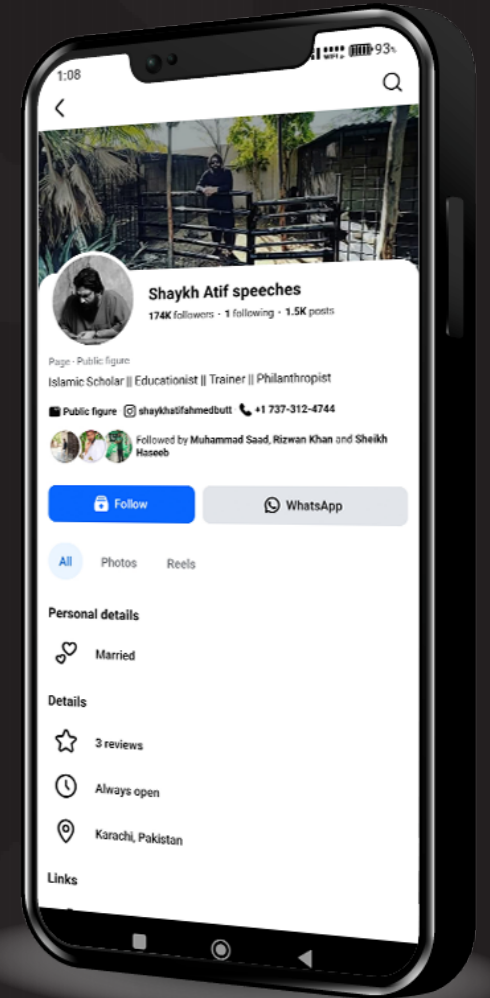 1:08
93%
Shaykh Atif speeches
174K followers · 1 following · 1.5K posts
Page · Public figure
Islamic Scholar || Educationist || Trainer || Philanthropist
Public figure shaykhatifahmedbutt +1 737-312-4744
Followed by Muhammad Saad, Rizwan Khan and Sheikh
Haseeb
Follow
WhatsApp
All Photos Reels
Personal details
Married
Details
3 reviews
Always open
Karachi, Pakistan
Links